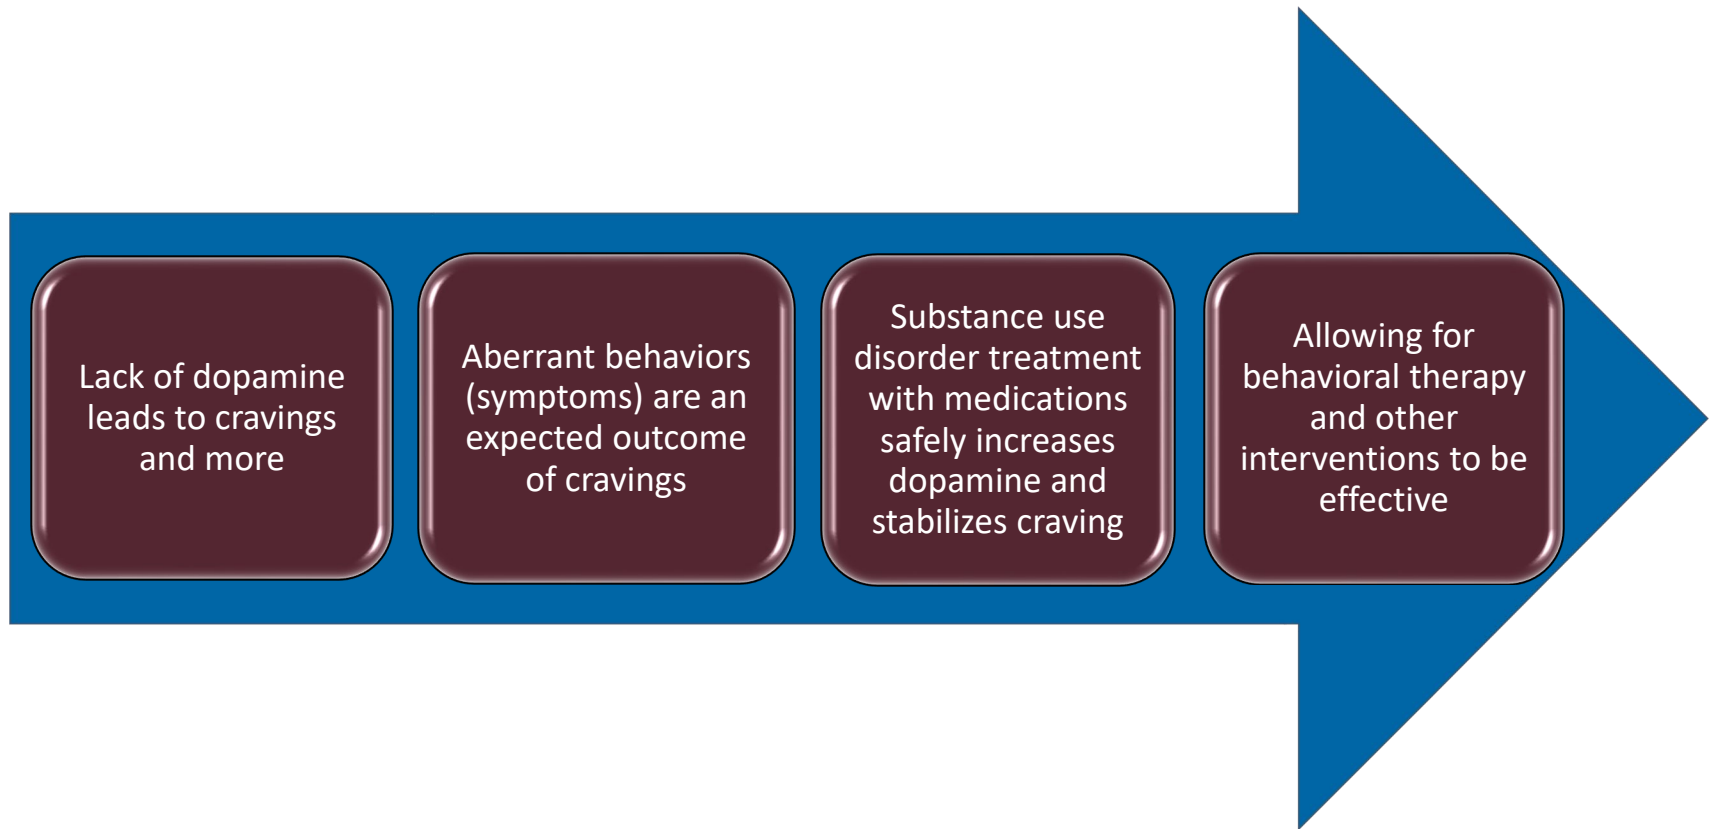 Lack of dopamine
leads to cravings
and more
Aberrant behaviors
(symptoms) are an
expected outcome
of cravings
Substance use
disorder treatment
with medications
safely increases
dopamine and
stabilizes craving
Allowing for
behavioral therapy
and other
interventions to be
effective